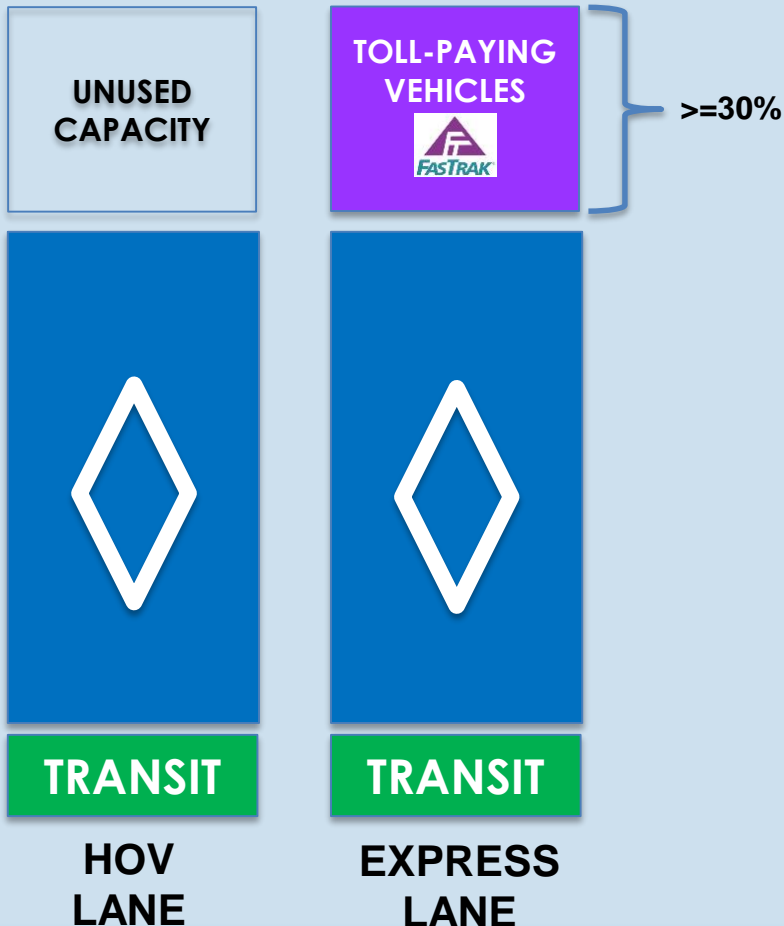 UNUSED
CAPACITY
TOLL-PAYING
VEHICLES
FASTRAK
>=30%
TRANSIT
TRANSIT
HOV
LANE
EXPRESS
LANE